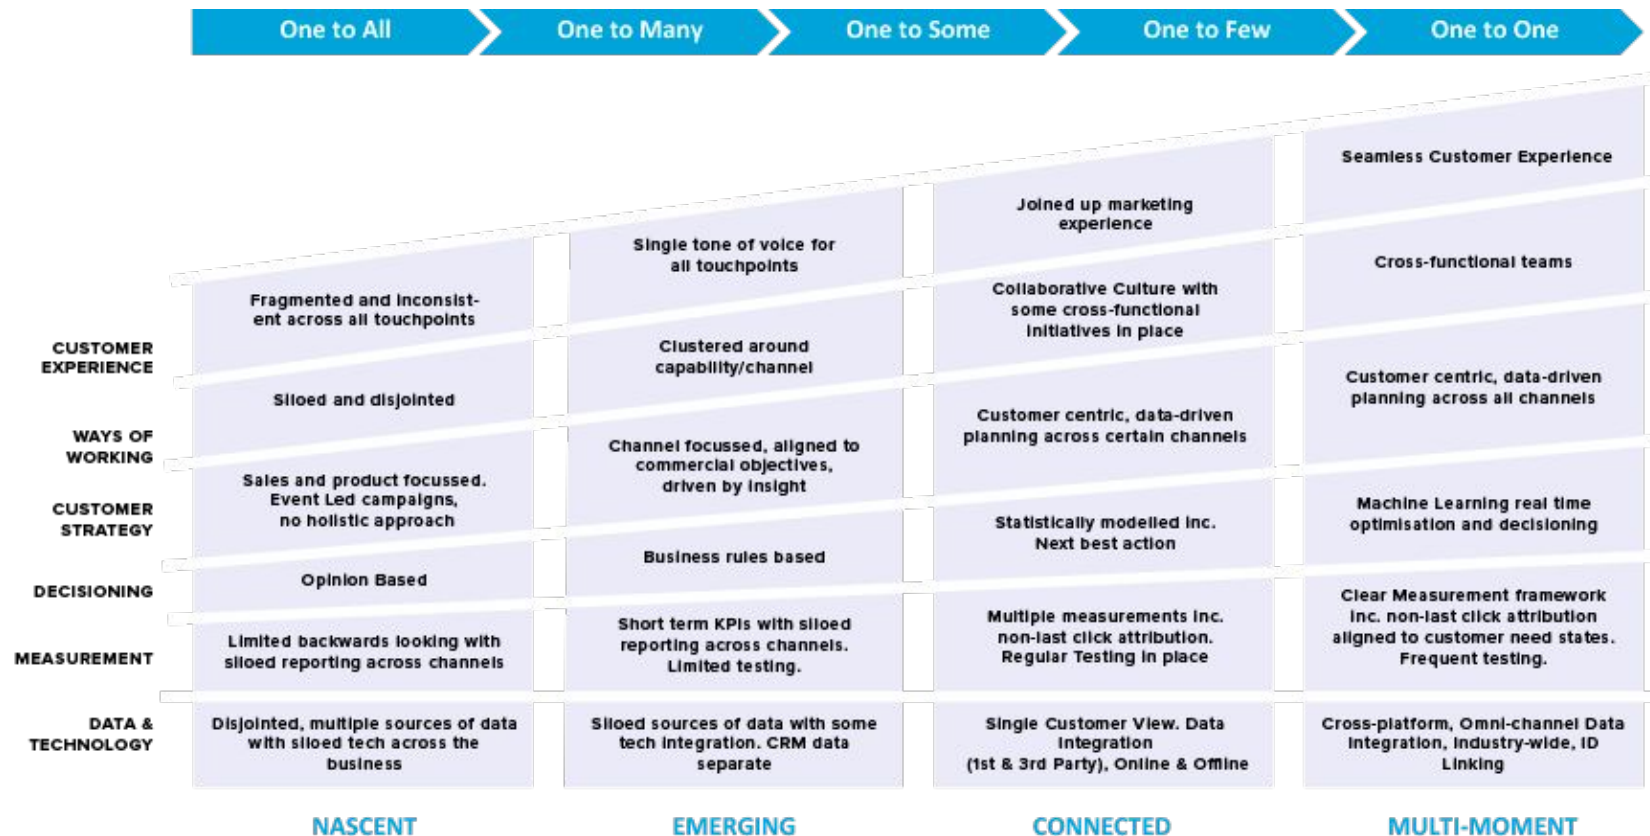 One to All
One to Many
One to Some
One to Few
One to One
CUSTOMER
EXPERIENCE
Fragmented and inconsist-
ent across all touchpoints
Single tone of voice for
all touchpoints
Joined up marketing
experience
Seamless Customer Experience
WAYS OF
WORKING
Siloed and disjointed
Clustered around
capability/channel
Collaborative Culture with
some cross-functional
initiatives in place
Cross-functional teams
CUSTOMER
STRATEGY
Sales and product focussed.
Event Led campaigns,
no holistic approach
Channel focussed, aligned to
commercial objectives,
driven by insight
Customer centric, data-driven
planning across certain channels
Customer centric, data-driven
planning across all channels
DECISIONING
Opinion Based
Business rules based
Statistically modelled inc.
Next best action
Machine Learning real time
optimisation and decisioning
MEASUREMENT
Limited backwards looking with
siloed reporting across channels
Short term KPIs with siloed
reporting across channels.
Limited testing.
Multiple measurements inc.
non-last click attribution.
Regular Testing in place
Clear Measurement framework
inc. non-last click attribution
aligned to customer need states.
Frequent testing.
DATA &
TECHNOLOGY
Disjointed, multiple sources of data
with siloed tech across the
business
Siloed sources of data with some
tech integration. CRM data
separate
Single Customer View. Data
Integration
(1st & 3rd Party), Online & Offline
Cross-platform, Omni-channel Data
Integration, Industry-wide, ID
Linking
NASCENT
EMERGING
CONNECTED
MULTI-MOMENT